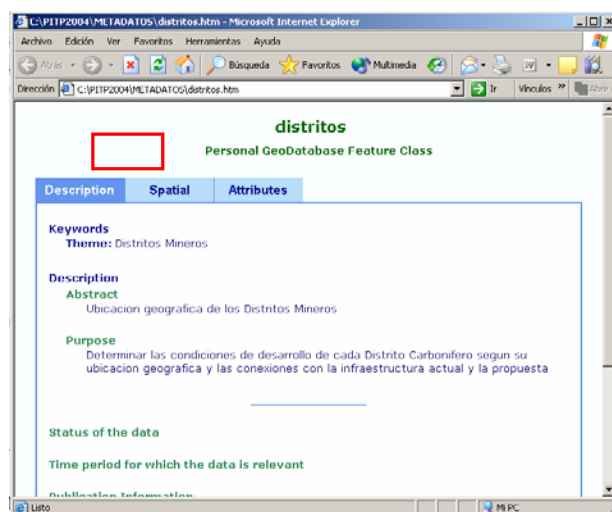 C:\PITP2004\METADATOS\distritos.htm - Microsoft Internet Explorer
Archivo Edición Ver Favoritos Herramientas Ayuda
Atrás Búsqueda Favoritos Multimedia
Dirección C:\PITP2004\METADATOS\distritos.htm Ir Vínculos » Abrir
distritos
Personal GeoDatabase Feature Class
Description Spatial Attributes
Keywords
Theme: Distritos Mineros
Description
Abstract
Ubicacion geografica de los Distritos Mineros
Purpose
Determinar las condiciones de desarrollo de cada Distrito Carbonifero segun su
ubicacion geografica y las conexiones con la infraestructura actual y la propuesta
Status of the data
Time period for which the data is relevant
Publication Information
Listo Mi PC